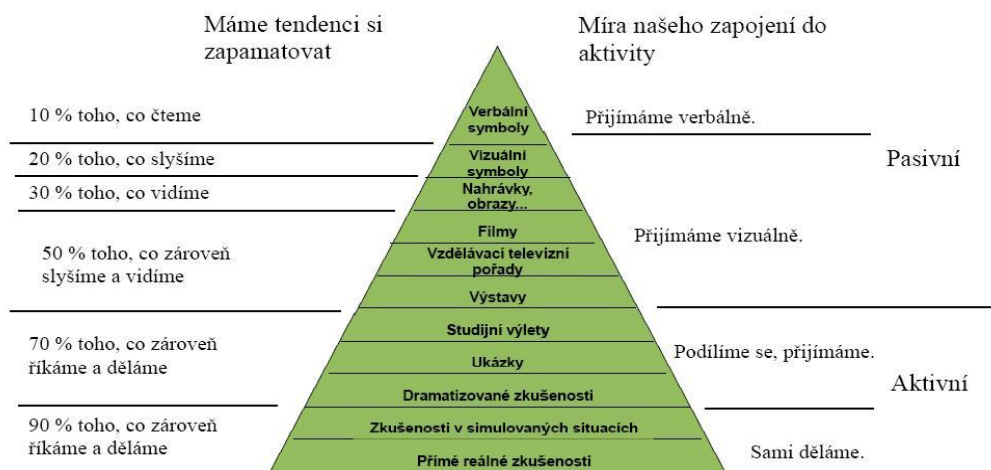 Máme tendenci si
zapamatovat
Míra našeho zapojení do
aktivity
10 % toho, co čteme
20 % toho, co slyšíme
30 % toho, co vidíme
50 % toho, co zároveň
slyšíme a vidíme
70 % toho, co zároveň
říkáme a děláme
90 % toho, co zároveň
říkáme a děláme
Verbální
symboly
Vizuální
symboly
Nahrávky,
obrazy...
Filmy
Vzdělávací televizní
pořady
Výstavy
Studijní výlety
Ukázky
Dramatizované zkušenosti
Zkušenosti v simulovaných situacích
Přímé reálné zkušenosti
Přijímáme verbálně.
Přijímáme vizuálně.
Podílíme se, přijímáme.
Sami děláme.
Pasivní
Aktivní